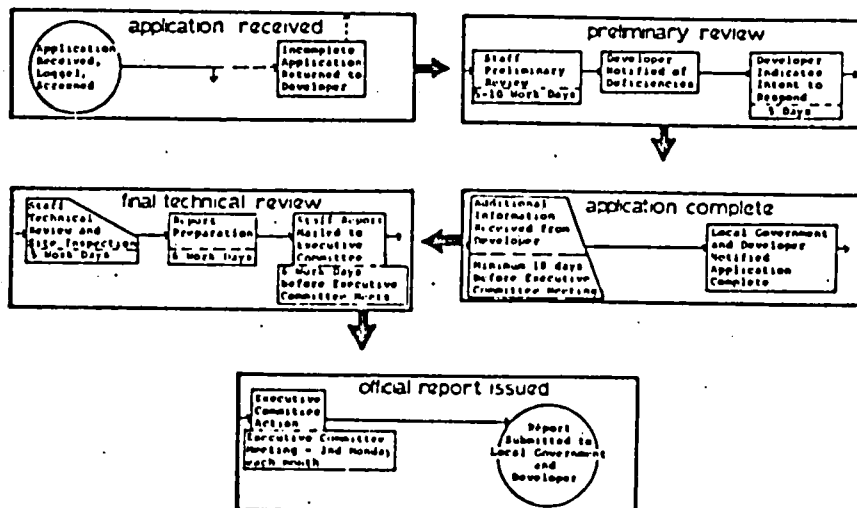 application received
Application
Received,
Logged,
Screened
Incomplete
Application
Returned to
Developer
preliminary review
Staff
Preliminary
Review
5-10 Work Days
Developer
Notified of
Deficiencies
Developer
Indicates
Intent to
Respond
5 Days
final technical review
Staff
Technical
Review and
Site Inspection
5 Work Days
Report
Preparation
6 Work Days
Staff Report
Mailed to
Executive
Committee
6 Work Days
before Executive
Committee Meets
application complete
Additional
Information
Received from
Developer
Minimum 18 days
before Executive
Committee Meeting
Local Government
and Developer
Notified
Application
Complete
official report issued
Executive
Committee
Action
Executive Committee
Meeting - 2nd Monday
each month
Report
Submitted to
Local Government
and
Developer